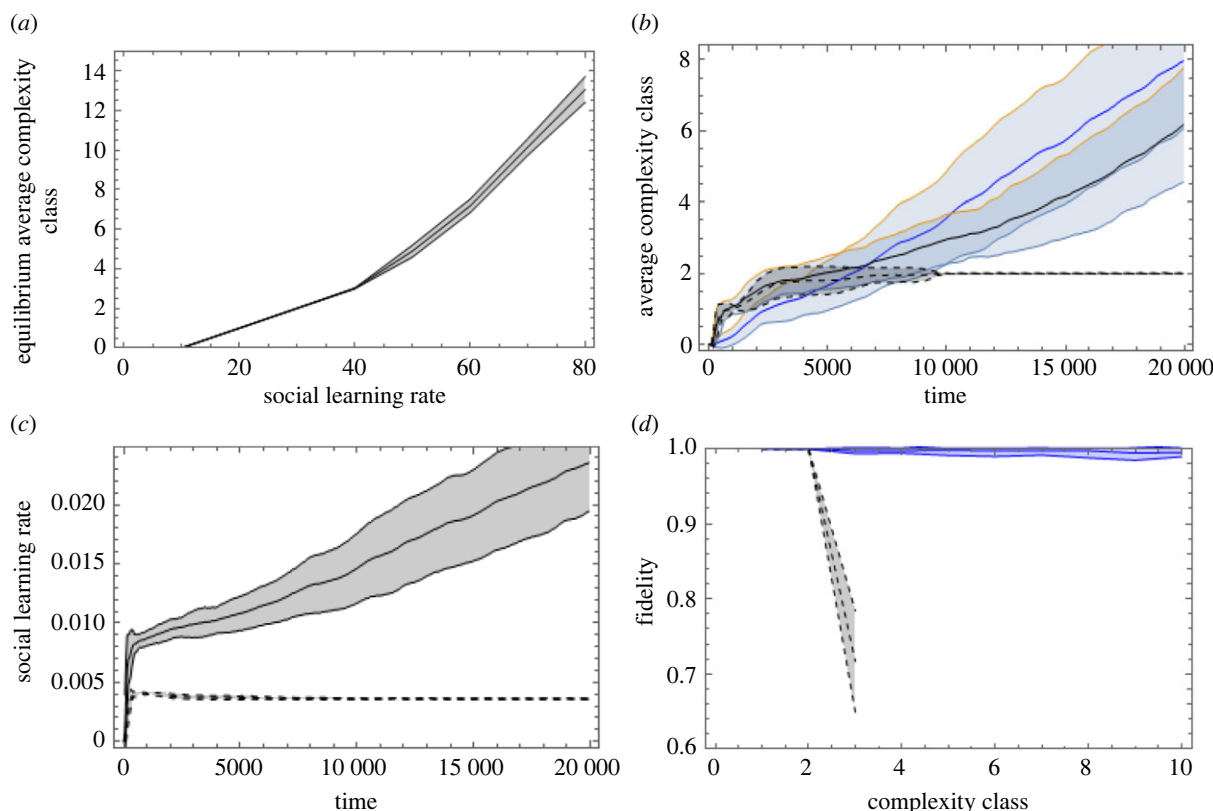 (a)
equilibrium average complexity
class
14
12
10
8
6
4
2
0
0 20 40 60 80
social learning rate
(b)
average complexity class
8
6
4
2
0
0 5000 10 000 15 000 20 000
time
(c)
social learning rate
0.020
0.015
0.010
0.005
0
0 5000 10 000 15 000 20 000
time
(d)
fidelity
1.0
0.9
0.8
0.7
0.6
0 2 4 6 8 10
complexity class